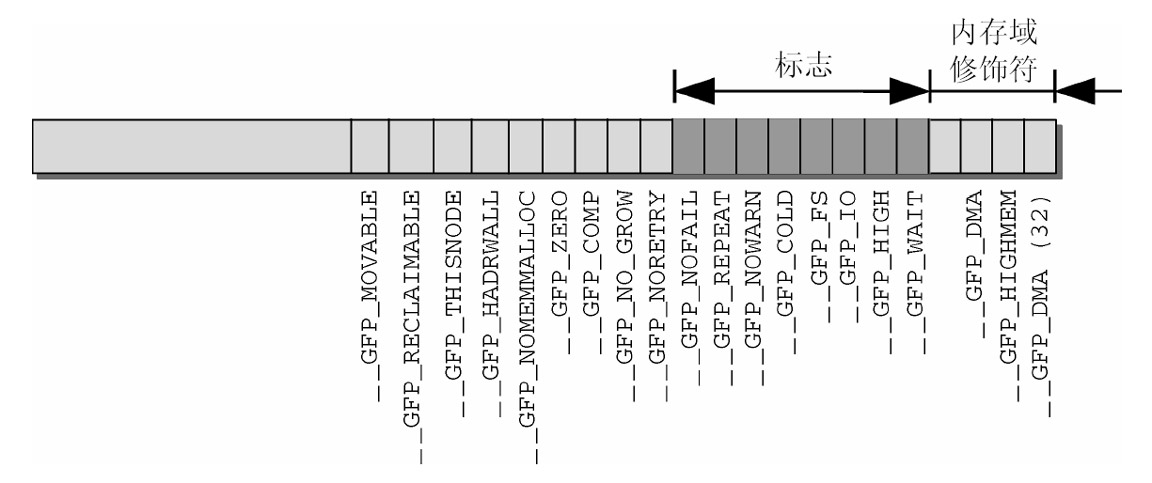 标志
内存域
修饰符
__GFP_MOVABLE
__GFP_RECLAIMABLE
__GFP_THISNODE
__GFP_HADRWALL
__GFP_NOMEMMALLOC
__GFP_ZERO
__GFP_COMP
__GFP_NO_GROW
__GFP_NORETRY
__GFP_NOFAIL
__GFP_REPEAT
__GFP_NOWARN
__GFP_COLD
__GFP_FS
__GFP_IO
__GFP_HIGH
__GFP_WAIT
__GFP_DMA
__GFP_HIGHMEM
__GFP_DMA (32)